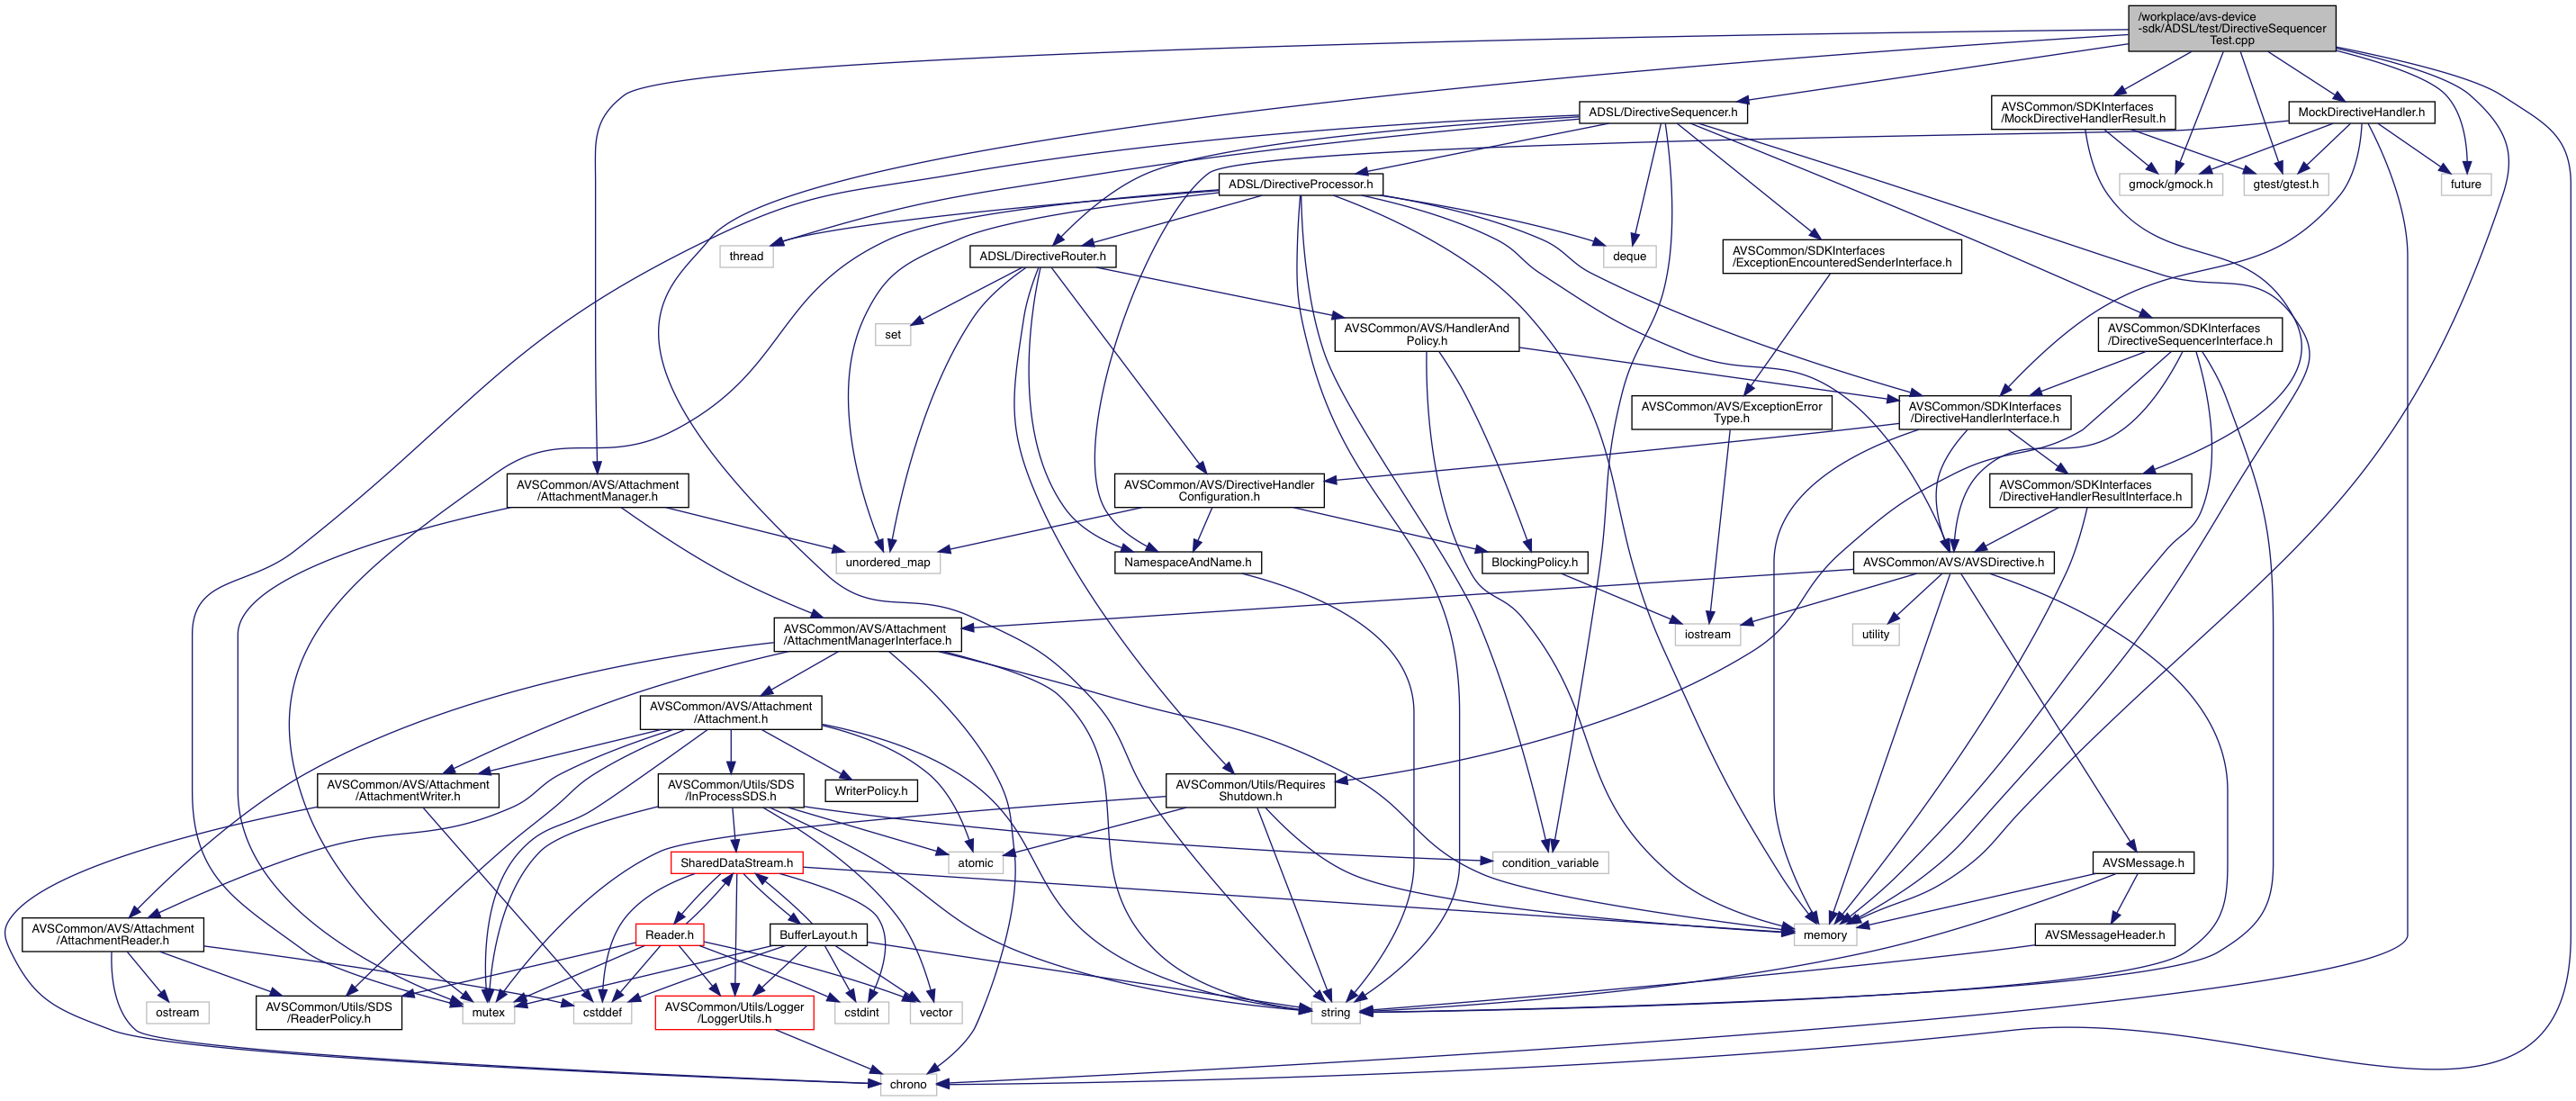 /workplace/avs-device
-sdk/ADSL/test/DirectiveSequencer
Test.cpp
ADSL/DirectiveSequencer.h
AVSCommon/SDKInterfaces
/MockDirectiveHandlerResult.h
MockDirectiveHandler.h
ADSL/DirectiveProcessor.h
gmock/gmock.h
gtest/gtest.h
future
thread
ADSL/DirectiveRouter.h
deque
AVSCommon/SDKInterfaces
/ExceptionEncounteredSenderInterface.h
set
AVSCommon/AVS/HandlerAnd
Policy.h
AVSCommon/SDKInterfaces
/DirectiveSequencerInterface.h
AVSCommon/AVS/ExceptionError
Type.h
AVSCommon/SDKInterfaces
/DirectiveHandlerInterface.h
AVSCommon/AVS/Attachment
/AttachmentManager.h
AVSCommon/AVS/DirectiveHandler
Configuration.h
AVSCommon/SDKInterfaces
/DirectiveHandlerResultInterface.h
unordered_map
NamespaceAndName.h
BlockingPolicy.h
AVSCommon/AVS/AVSDirective.h
AVSCommon/AVS/Attachment
/AttachmentManagerInterface.h
iostream
utility
AVSCommon/AVS/Attachment
/Attachment.h
AVSCommon/AVS/Attachment
/AttachmentWriter.h
AVSCommon/Utils/SDS
/InProcessSDS.h
WriterPolicy.h
AVSCommon/Utils/Requires
Shutdown.h
SharedDataStream.h
atomic
condition_variable
AVSMessage.h
AVSCommon/AVS/Attachment
/AttachmentReader.h
Reader.h
BufferLayout.h
memory
AVSMessageHeader.h
ostream
AVSCommon/Utils/SDS
/ReaderPolicy.h
mutex
cstddef
AVSCommon/Utils/Logger
/LoggerUtils.h
cstdint
vector
string
chrono